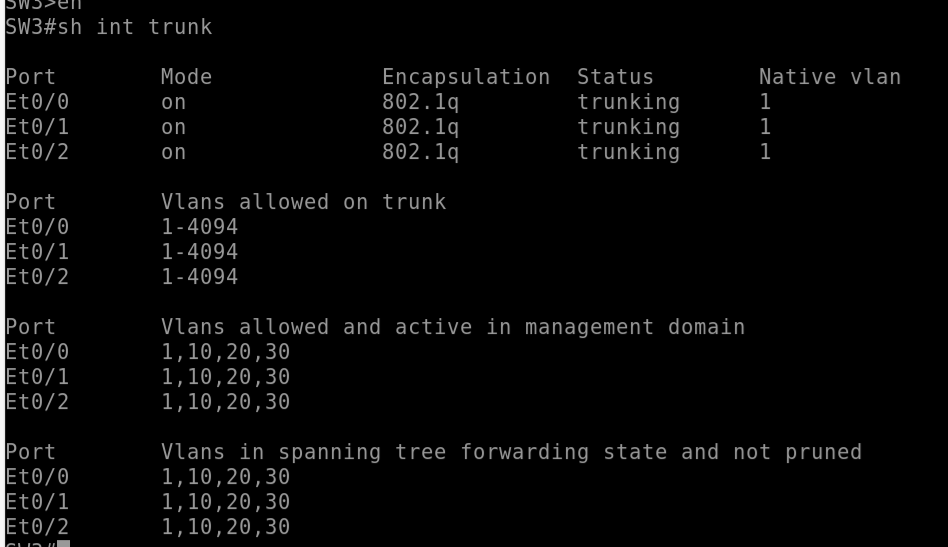 SW3>en
SW3#sh int trunk
Port Mode Encapsulation Status Native vlan
Et0/0 on 802.1q trunking 1
Et0/1 on 802.1q trunking 1
Et0/2 on 802.1q trunking 1
Port Vlans allowed on trunk
Et0/0 1-4094
Et0/1 1-4094
Et0/2 1-4094
Port Vlans allowed and active in management domain
Et0/0 1,10,20,30
Et0/1 1,10,20,30
Et0/2 1,10,20,30
Port Vlans in spanning tree forwarding state and not pruned
Et0/0 1,10,20,30
Et0/1 1,10,20,30
Et0/2 1,10,20,30
SW3#